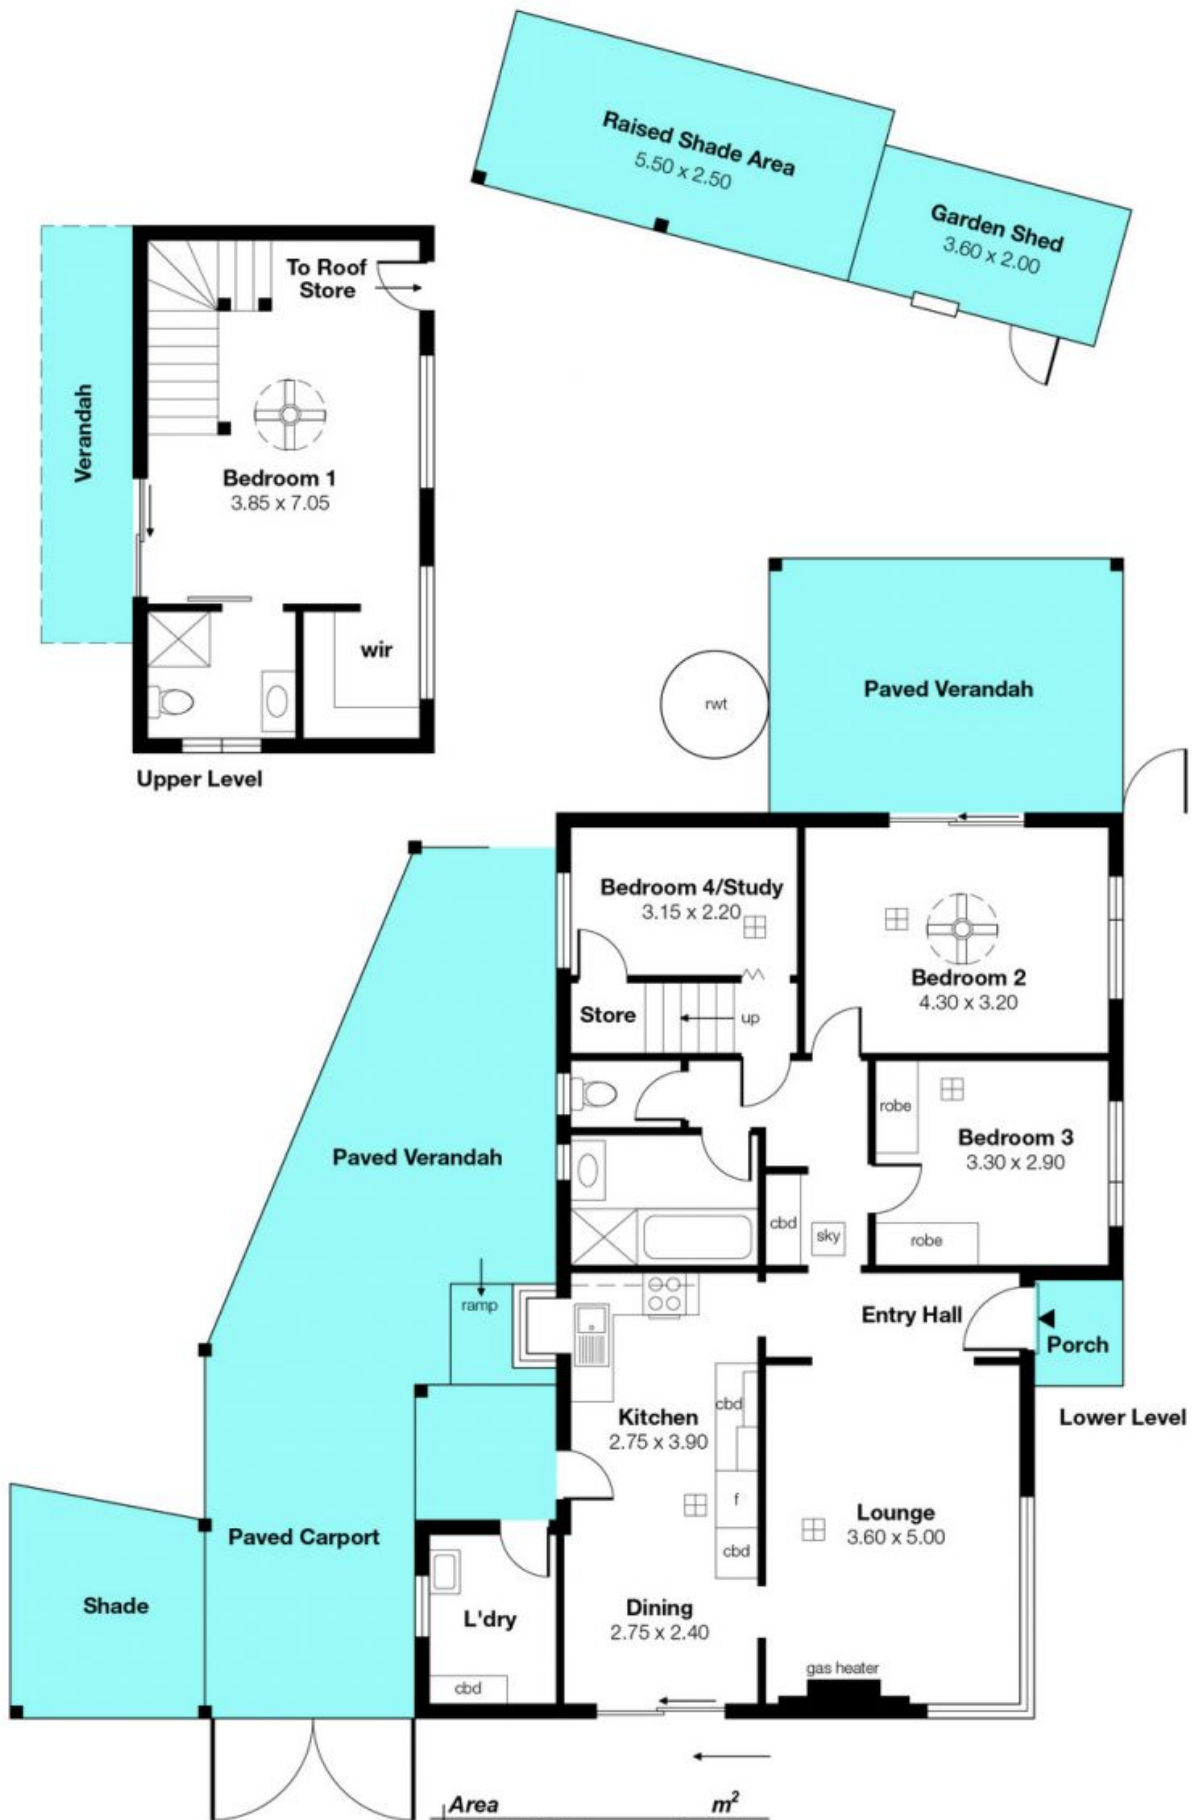 Raised Shade Area
5.50 x 2.50
Garden Shed
3.60 x 2.00
To Roof
Store
Verandah
Bedroom 1
3.85 x 7.05
wir
Upper Level
rwt
Paved Verandah
Bedroom 4/Study
3.15 x 2.20
Bedroom 2
4.30 x 3.20
Store
up
robe
Bedroom 3
3.30 x 2.90
Paved Verandah
cbd
sky
robe
ramp
Entry Hall
Porch
Kitchen
2.75 x 3.90
cbd
Lower Level
f
Lounge
3.60 x 5.00
Paved Carport
cbd
Shade
L'dry
Dining
2.75 x 2.40
gas heater
cbd
Area m²